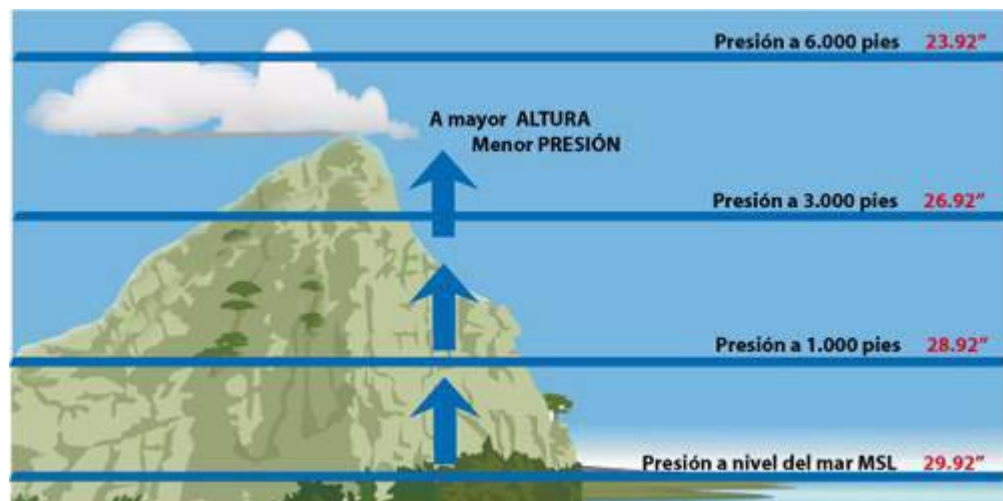 Presión a 6.000 pies 23.92”
A mayor ALTURA
Menor PRESIÓN
Presión a 3.000 pies 26.92”
Presión a 1.000 pies 28.92”
Presión a nivel del mar MSL 29.92”